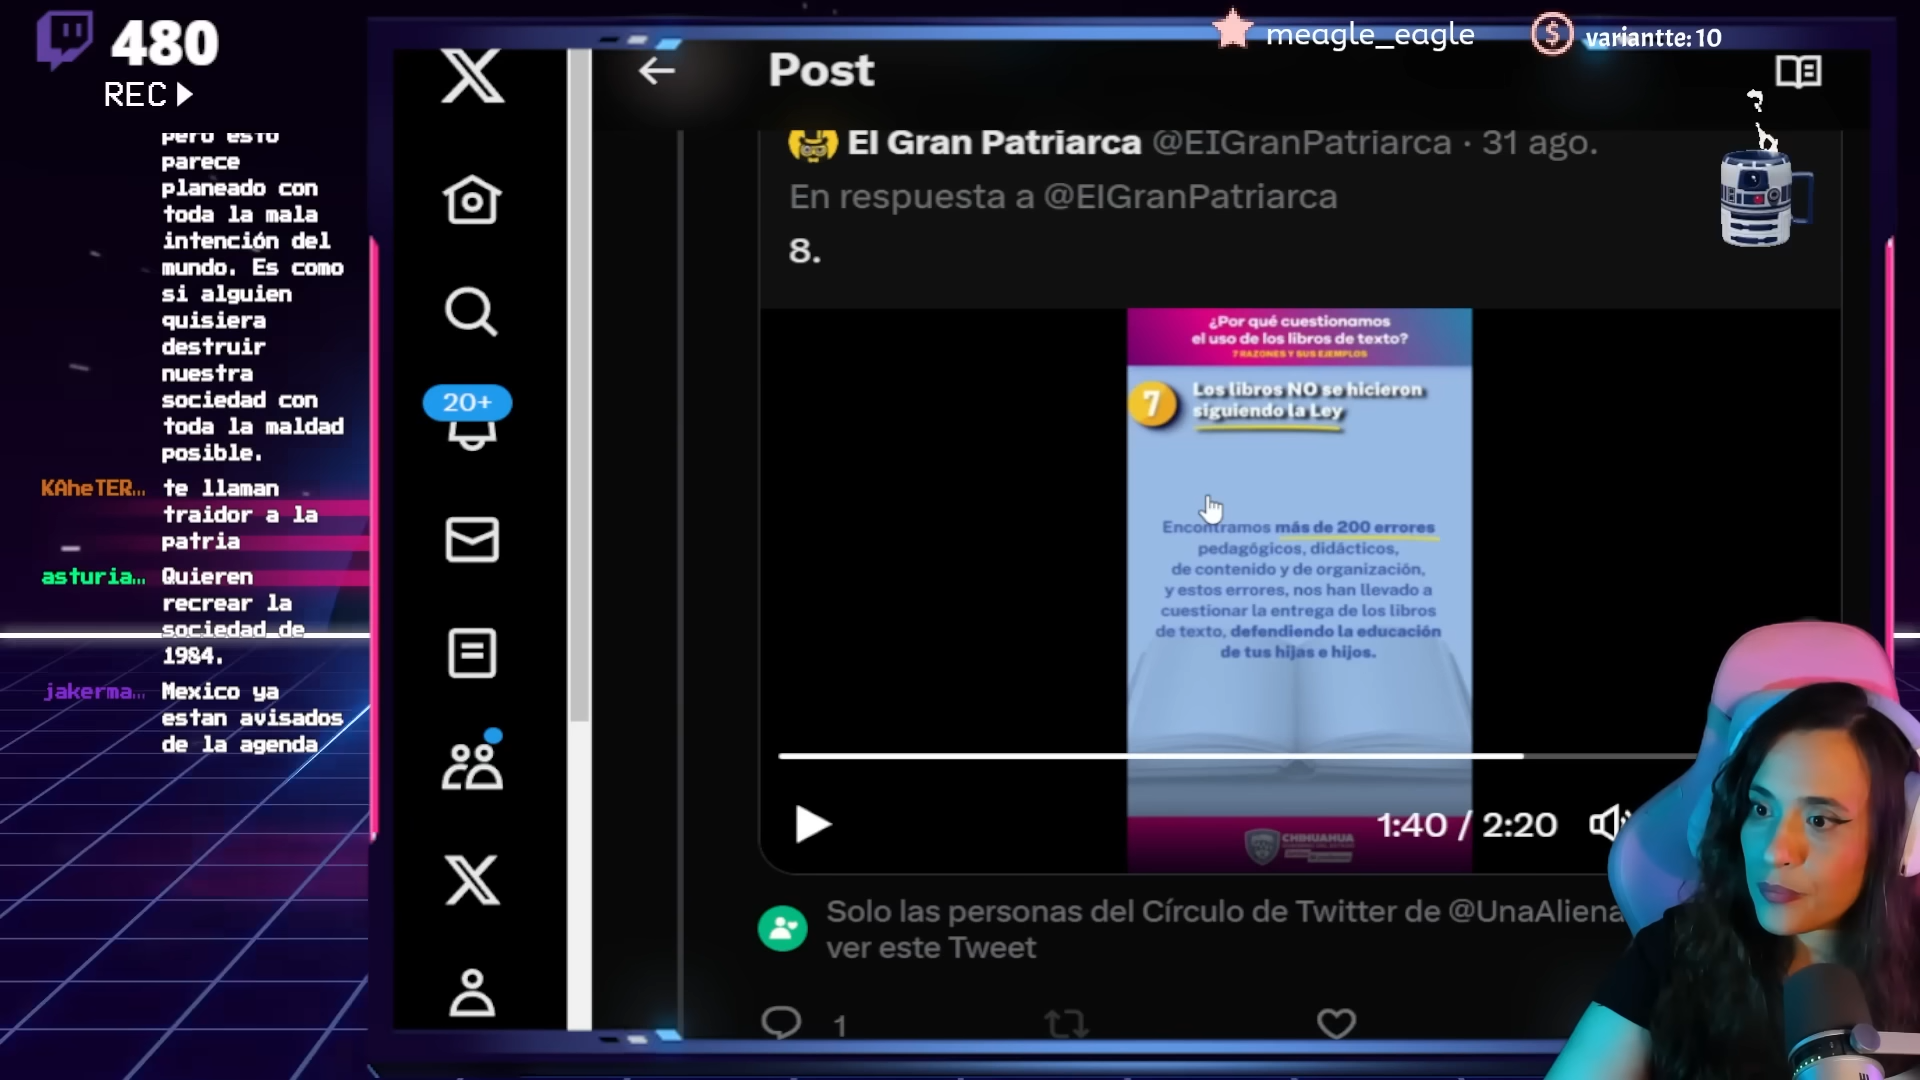 480
REC
meagle_eagle
variantte: 10
pero esto
parece
planeado con
toda la mala
intención del
mundo. Es como
si alguien
quisiera
destruir
nuestra
sociedad con
toda la maldad
posible.
KAheTER… te llaman
traidor a la
patria
asturia… Quieren
recrear la
sociedad de
1984.
jakerma… Mexico ya
estan avisados
de la agenda
20+
Post
El Gran Patriarca @EIGranPatriarca · 31 ago.
En respuesta a @EIGranPatriarca
8.
¿Por qué cuestionamos
el uso de los libros de texto?
7 RAZONES Y SUS EJEMPLOS
7
Los libros NO se hicieron
siguiendo la Ley
Encontramos más de 200 errores
pedagógicos, didácticos,
de contenido y de organización,
y estos errores, nos han llevado a
cuestionar la entrega de los libros
de texto, defendiendo la educación
de tus hijas e hijos.
CHIHUAHUA
1:40 / 2:20
Solo las personas del Círculo de Twitter de @UnaAliena
ver este Tweet
1